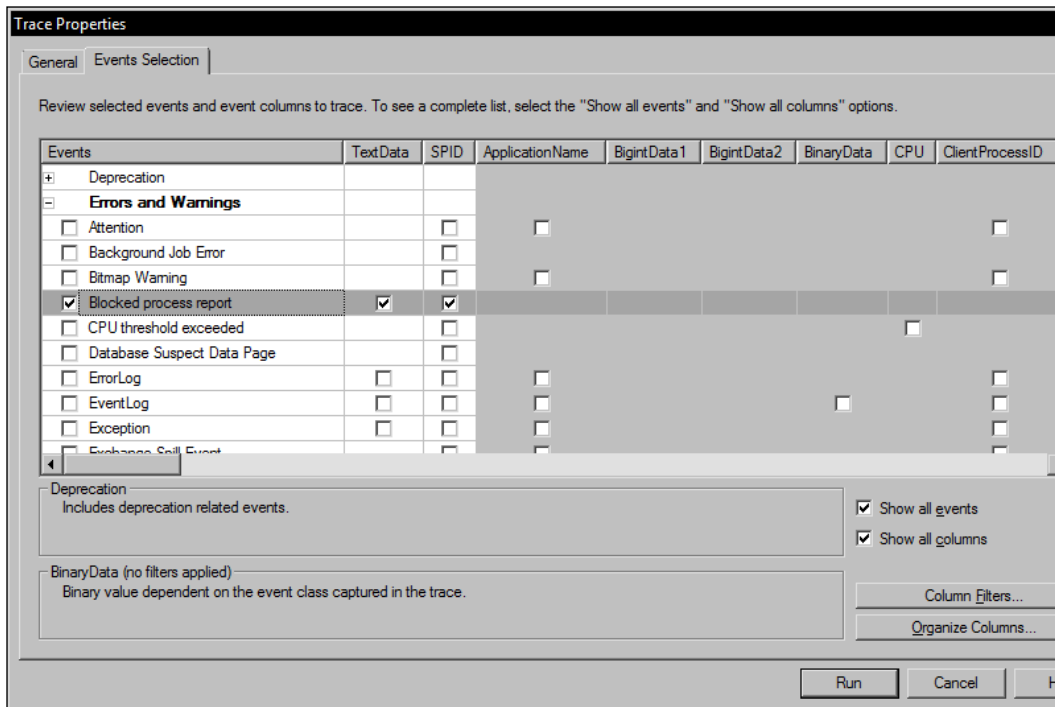 Trace Properties
General Events Selection
Review selected events and event columns to trace. To see a complete list, select the "Show all events" and "Show all columns" options.
Events TextData SPID ApplicationName BigintData1 BigintData2 BinaryData CPU ClientProcessID
Deprecation
Errors and Warnings
Attention
Background Job Error
Bitmap Warning
Blocked process report
CPU threshold exceeded
Database Suspect Data Page
ErrorLog
EventLog
Exception
Exchange Spill Event
Deprecation
Includes deprecation related events.
Show all events
Show all columns
BinaryData (no filters applied)
Binary value dependent on the event class captured in the trace.
Column Filters...
Organize Columns...
Run Cancel H